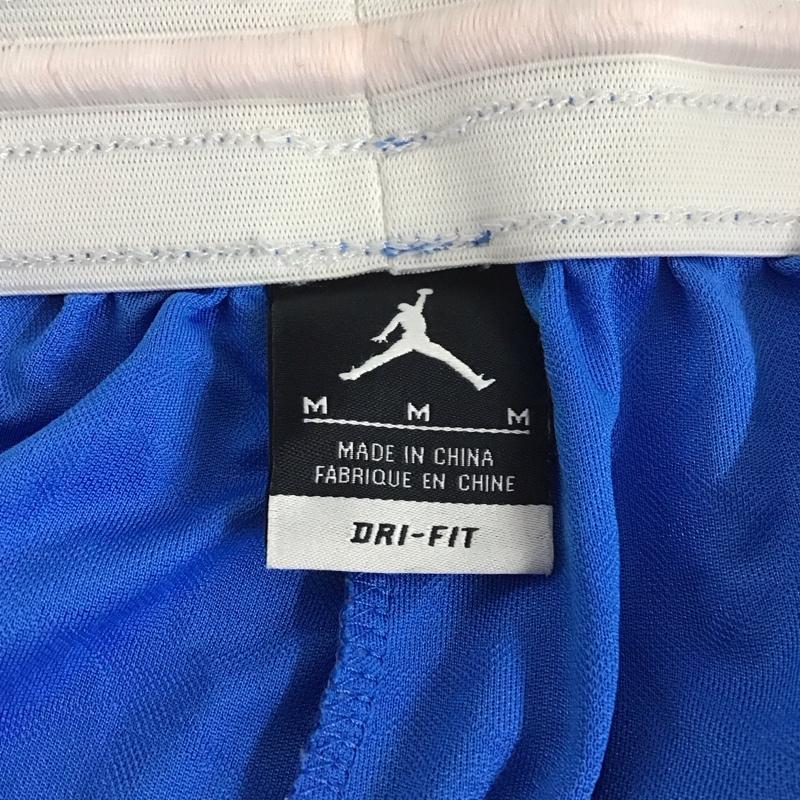 M M M
MADE IN CHINA
FABRIQUE EN CHINE
DRI-FIT